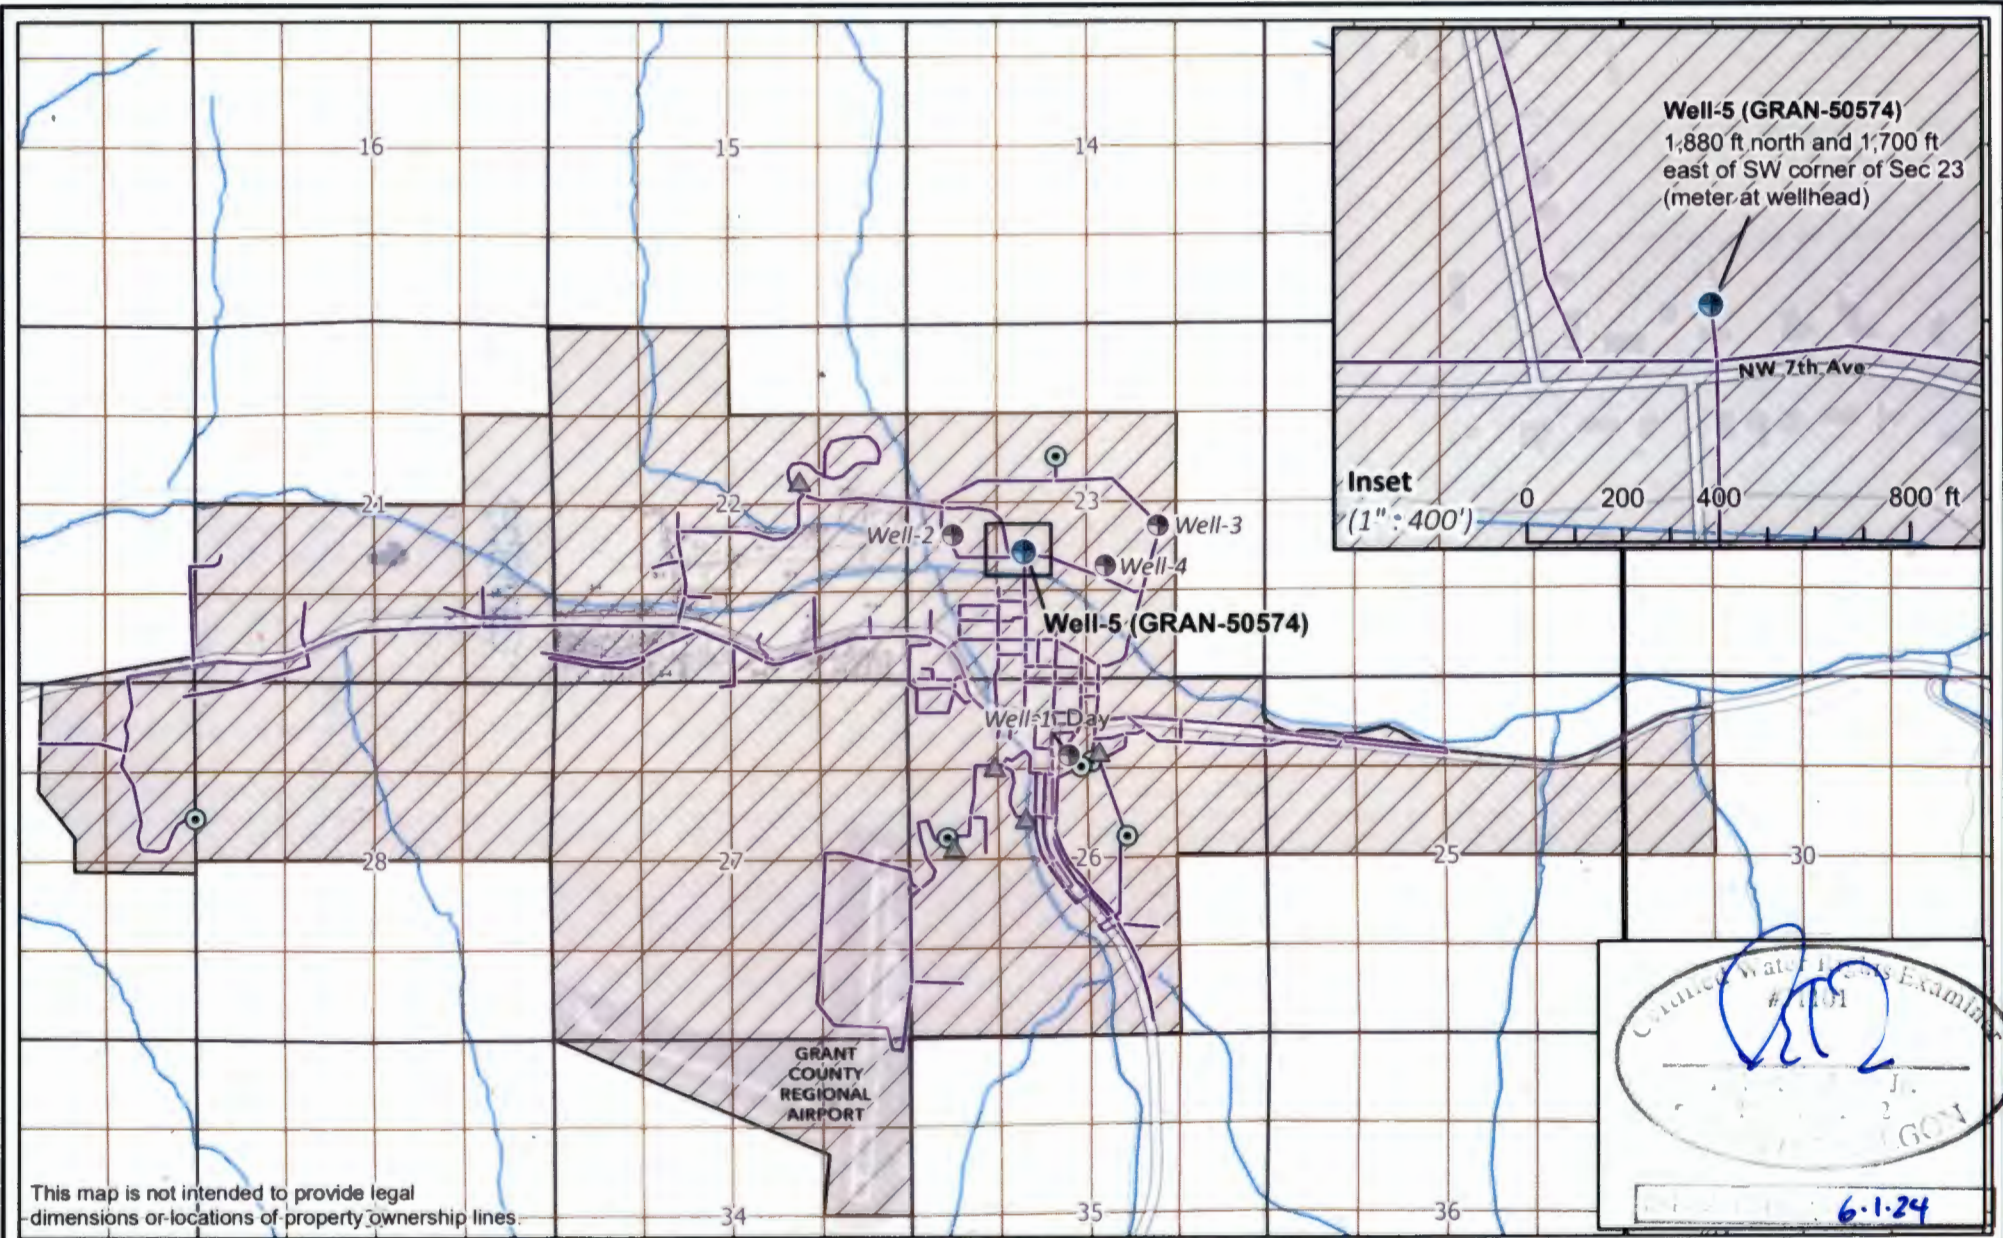 16
15
14
Well-5 (GRAN-50574)
1,880 ft north and 1,700 ft
east of SW corner of Sec 23
(meter at wellhead)
NW 7th Ave
Inset
(1" : 400')
0 200 400 800 ft
21
22
23
Well-2
Well-3
Well-4
Well-5 (GRAN-50574)
Well-1
Day
28
27
26
25
30
GRANT
COUNTY
REGIONAL
AIRPORT
34
35
36
This map is not intended to provide legal
dimensions or locations of property ownership lines.
Certified Water Rights Examiner
6.1.24